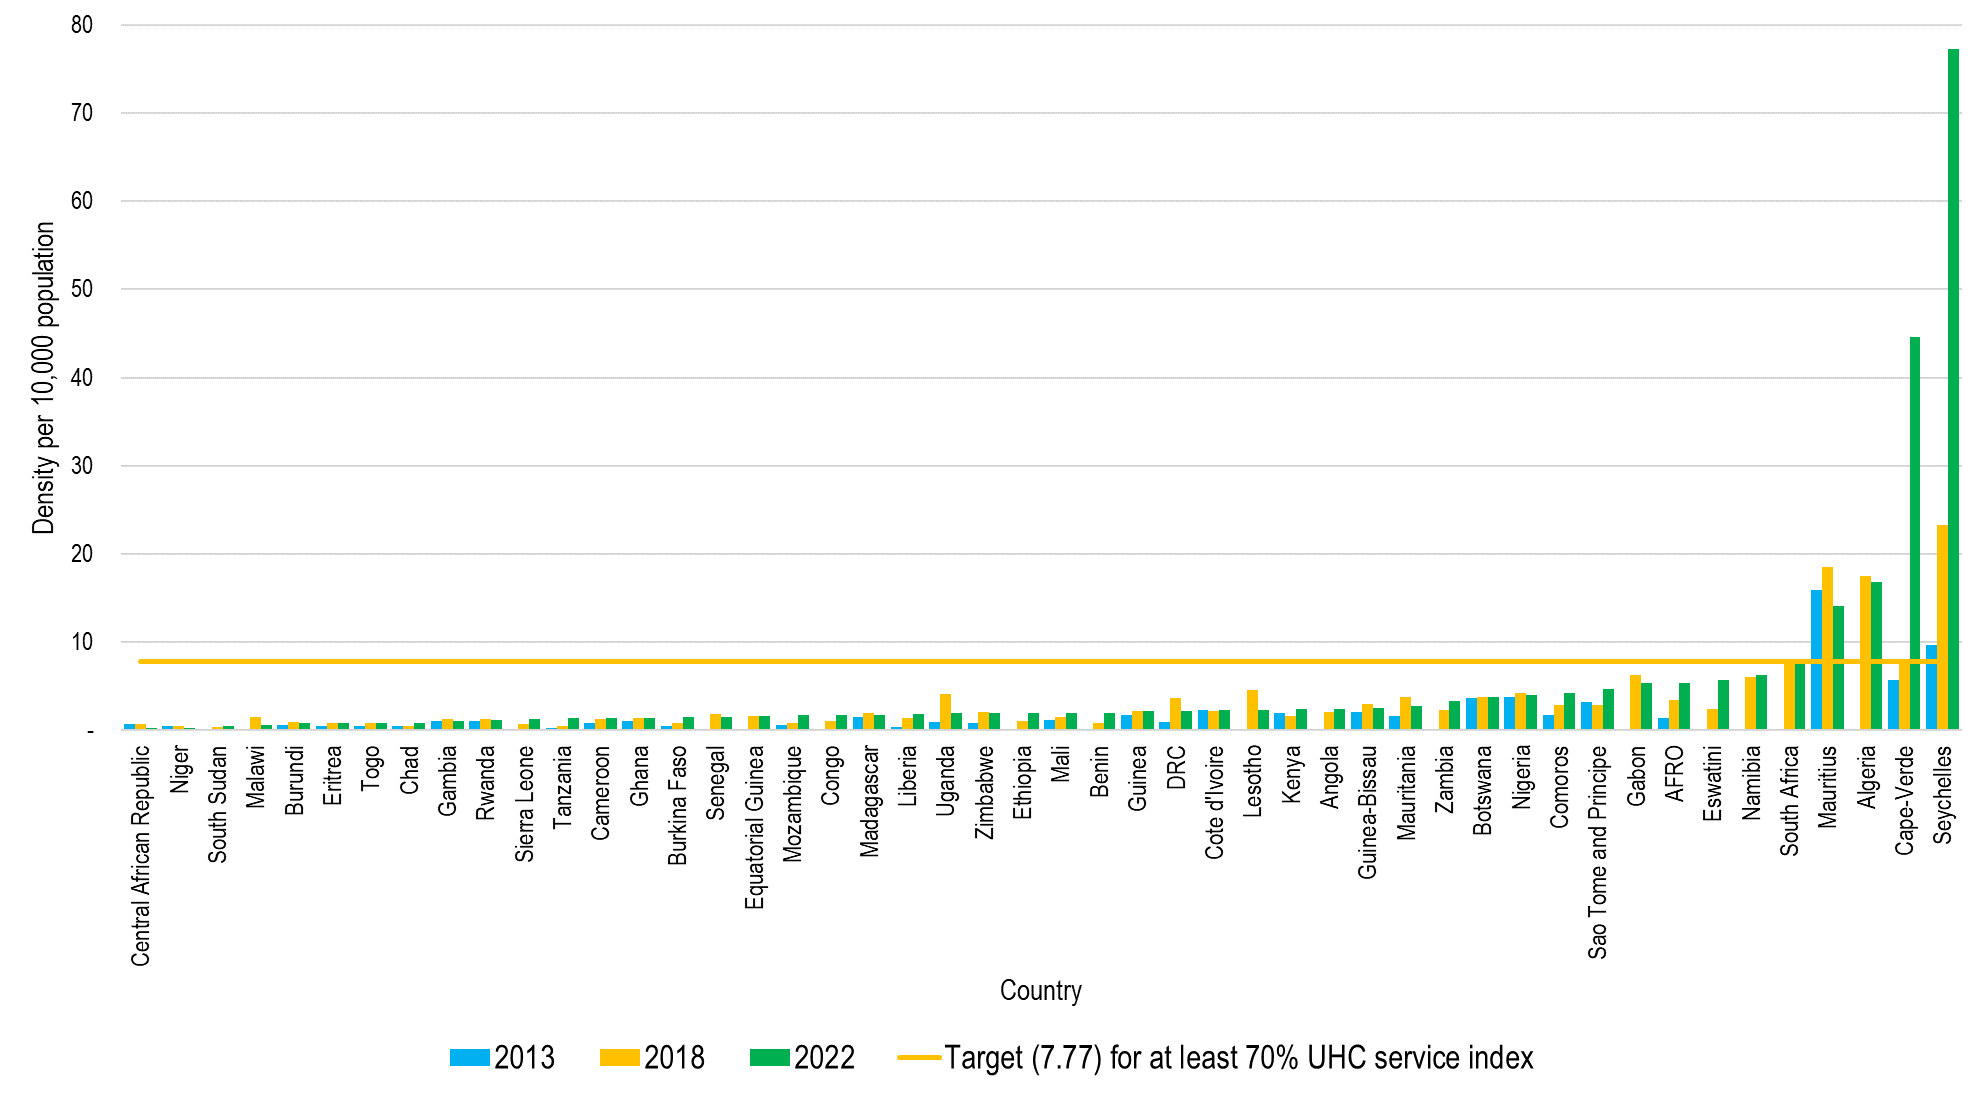 80
70
60
50
40
30
20
10
-
Density per 10,000 population
Central African Republic
Niger
South Sudan
Malawi
Burundi
Eritrea
Togo
Chad
Gambia
Rwanda
Sierra Leone
Tanzania
Cameroon
Ghana
Burkina Faso
Senegal
Equatorial Guinea
Mozambique
Congo
Madagascar
Liberia
Uganda
Zimbabwe
Ethiopia
Mali
Benin
Guinea
DRC
Cote d'Ivoire
Lesotho
Kenya
Angola
Guinea-Bissau
Mauritania
Zambia
Botswana
Nigeria
Comoros
Sao Tome and Principe
Gabon
AFRO
Eswatini
Namibia
South Africa
Mauritius
Algeria
Cape-Verde
Seychelles
Country
2013 2018 2022 Target (7.77) for at least 70% UHC service index